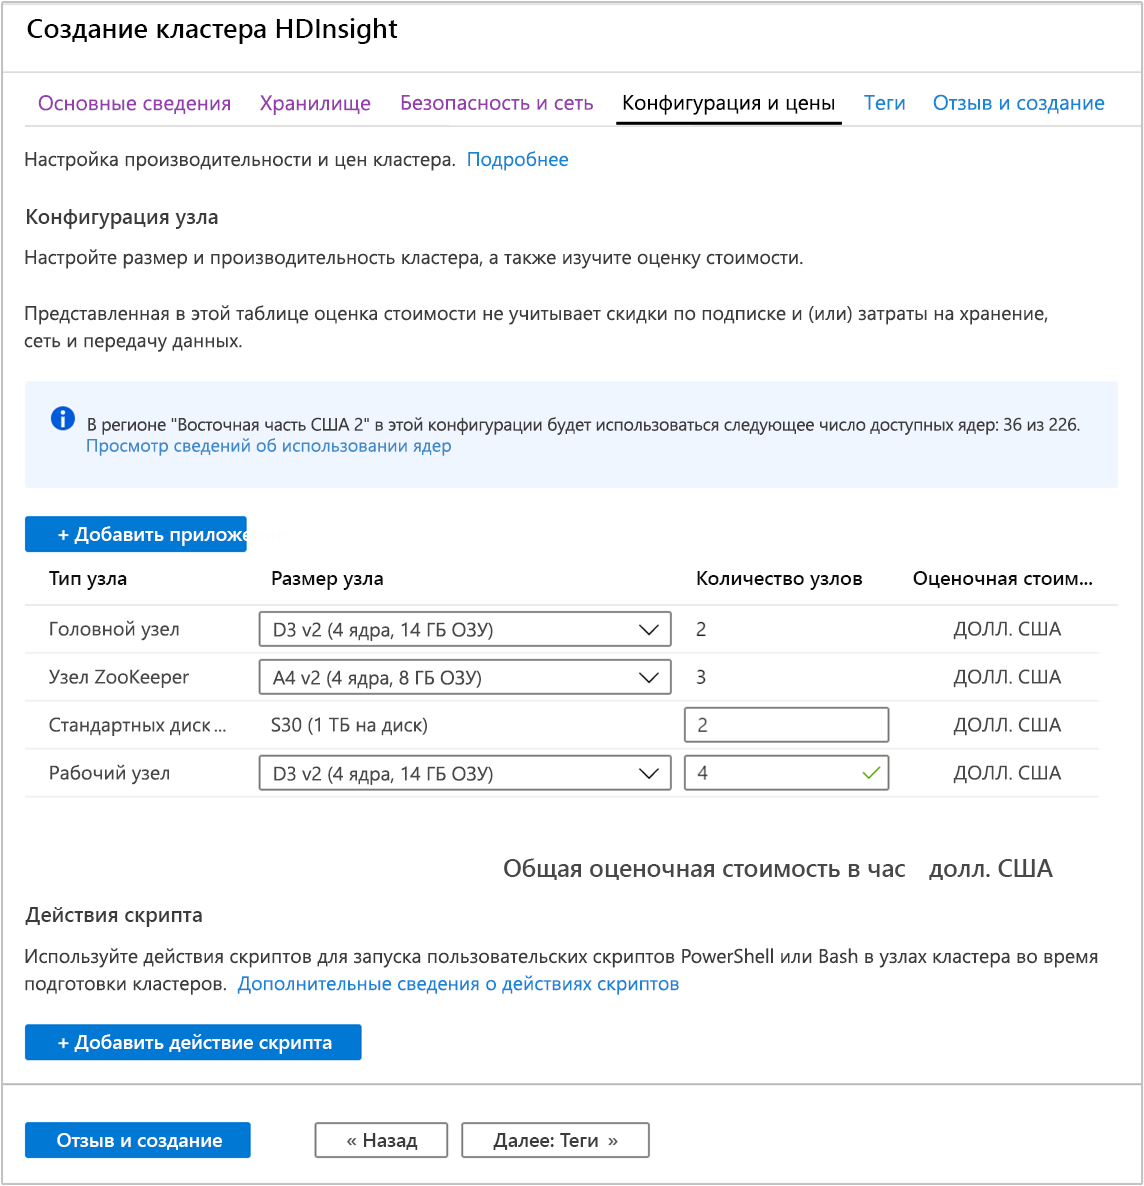 Создание кластера HDInsight
Основные сведения Хранилище Безопасность и сеть Конфигурация и цены Теги Отзыв и создание
Настройка производительности и цен кластера. Подробнее
Конфигурация узла
Настройте размер и производительность кластера, а также изучите оценку стоимости.
Представленная в этой таблице оценка стоимости не учитывает скидки по подписке и (или) затраты на хранение,
сеть и передачу данных.
В регионе "Восточная часть США 2" в этой конфигурации будет использоваться следующее число доступных ядер: 36 из 226.
Просмотр сведений об использовании ядер
+ Добавить приложе
Тип узла Размер узла Количество узлов Оценочная стоим...
Головной узел D3 v2 (4 ядра, 14 ГБ ОЗУ) 2 ДОЛЛ. США
Узел ZooKeeper A4 v2 (4 ядра, 8 ГБ ОЗУ) 3 ДОЛЛ. США
Стандартных диск ... S30 (1 ТБ на диск) 2 ДОЛЛ. США
Рабочий узел D3 v2 (4 ядра, 14 ГБ ОЗУ) 4 ДОЛЛ. США
Общая оценочная стоимость в час долл. США
Действия скрипта
Используйте действия скриптов для запуска пользовательских скриптов PowerShell или Bash в узлах кластера во время
подготовки кластеров. Дополнительные сведения о действиях скриптов
+ Добавить действие скрипта
Отзыв и создание « Назад Далее: Теги »